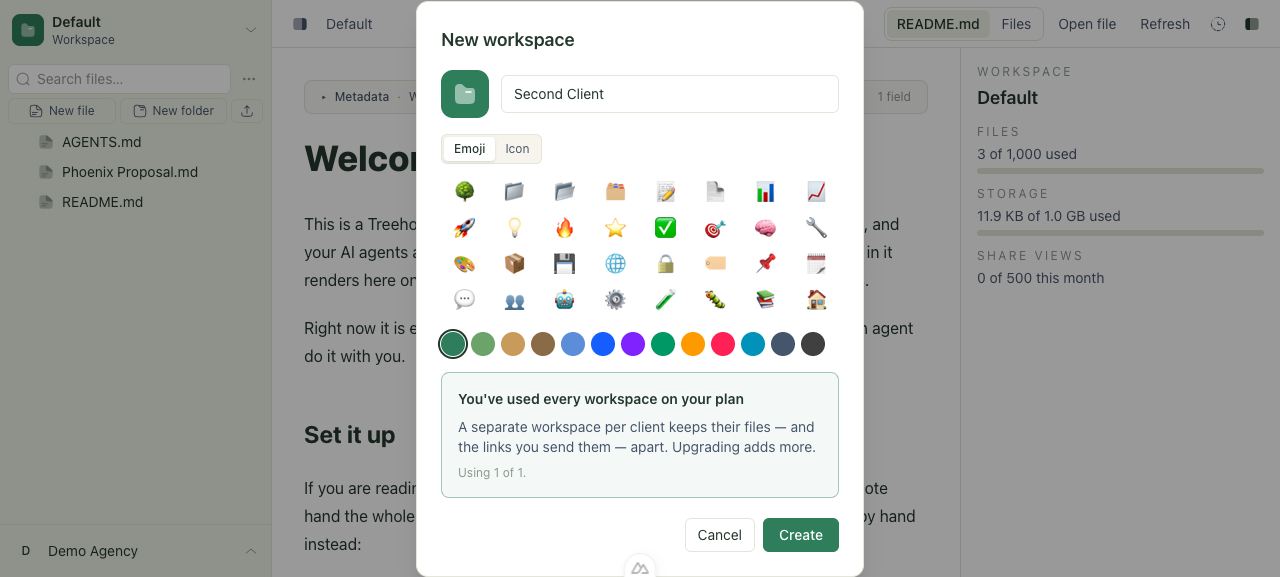 Default
Workspace
Search files...
New file
New folder
AGENTS.md
Phoenix Proposal.md
README.md
D
Demo Agency
Default
README.md
Files
Open file
Refresh
Metadata ·
1 field
This is a
, and
your AI agents
in it
renders here on
Right now it is
agent
do it with you.
Set it up
If you are
hand the whole
by hand
instead:
New workspace
Second Client
Emoji
Icon
You've used every workspace on your plan
A separate workspace per client keeps their files — and
the links you send them — apart. Upgrading adds more.
Using 1 of 1.
Cancel
Create
WORKSPACE
Default
FILES
3 of 1,000 used
STORAGE
11.9 KB of 1.0 GB used
SHARE VIEWS
0 of 500 this month